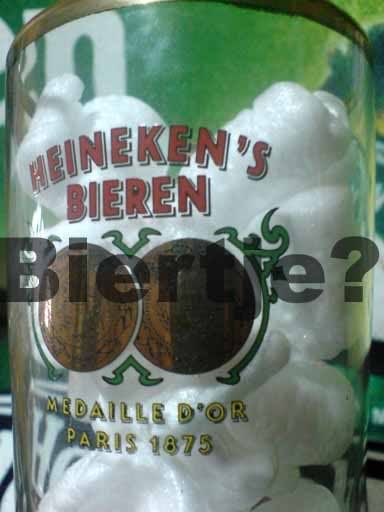 HEINEKEN'S
BIEREN
Biertje?
MEDAILLE D'OR
PARIS 1875